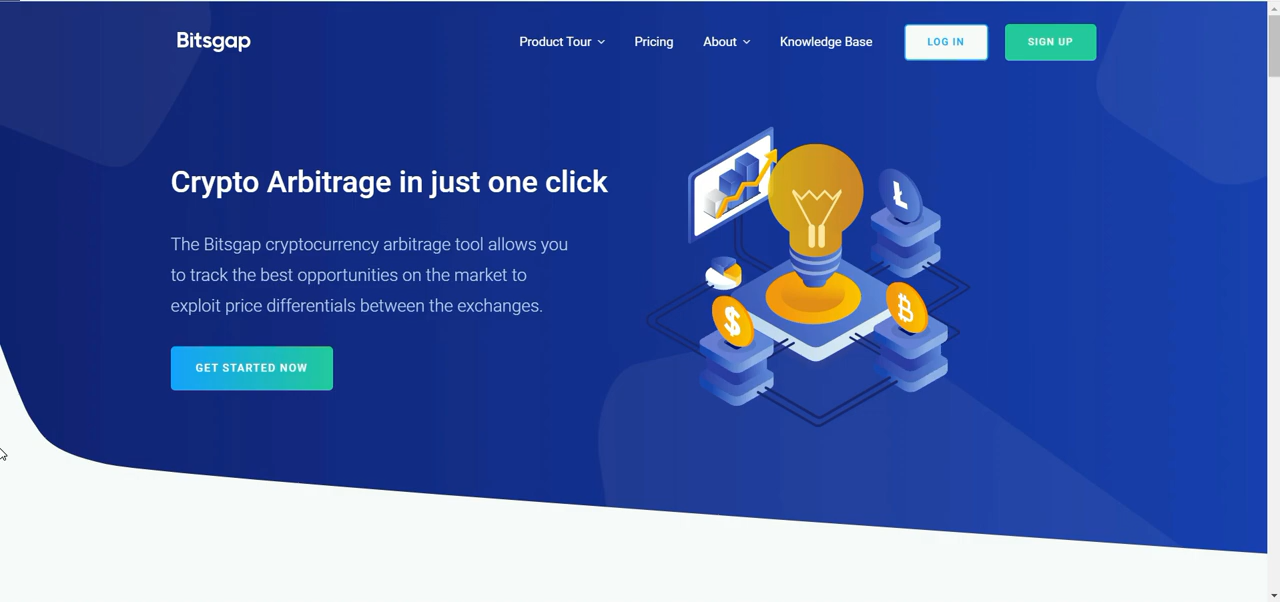 Bitsgap
Product Tour
Pricing
About
Knowledge Base
LOG IN
SIGN UP
Crypto Arbitrage in just one click
The Bitsgap cryptocurrency arbitrage tool allows you
to track the best opportunities on the market to
exploit price differentials between the exchanges.
GET STARTED NOW